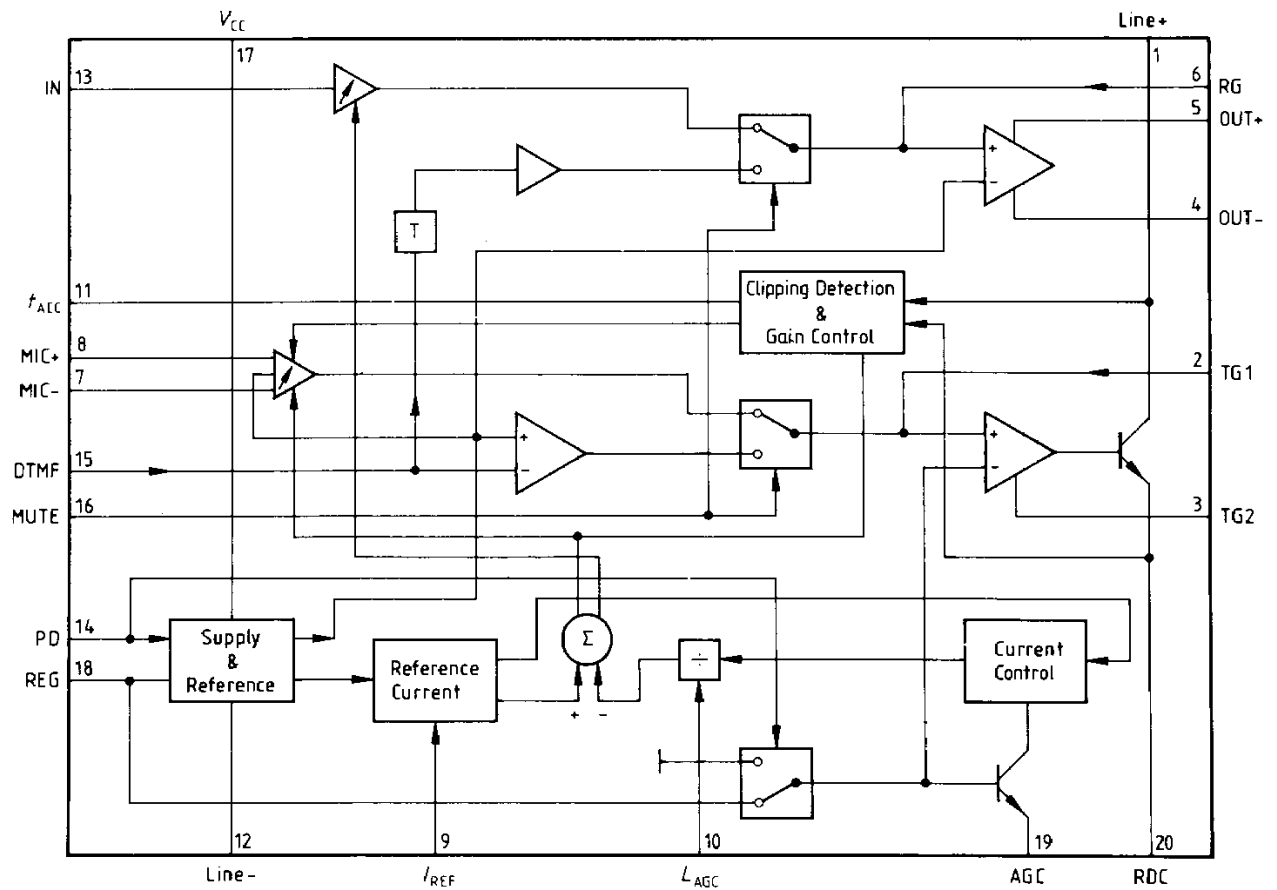 V_CC Line+
17 1
IN 13
6 RG
5 OUT+
+
-
4 OUT-
T
t_ACC 11
Clipping Detection
&
Gain Control
MIC+ 8
MIC- 7
2 TG1
+
-
+
-
DTMF 15
MUTE 16
3 TG2
PD 14
REG 18
Supply
&
Reference
Reference
Current
Σ
+ -
÷
Current
Control
12 9 10 19 20
Line- I_REF L_AGC AGC RDC